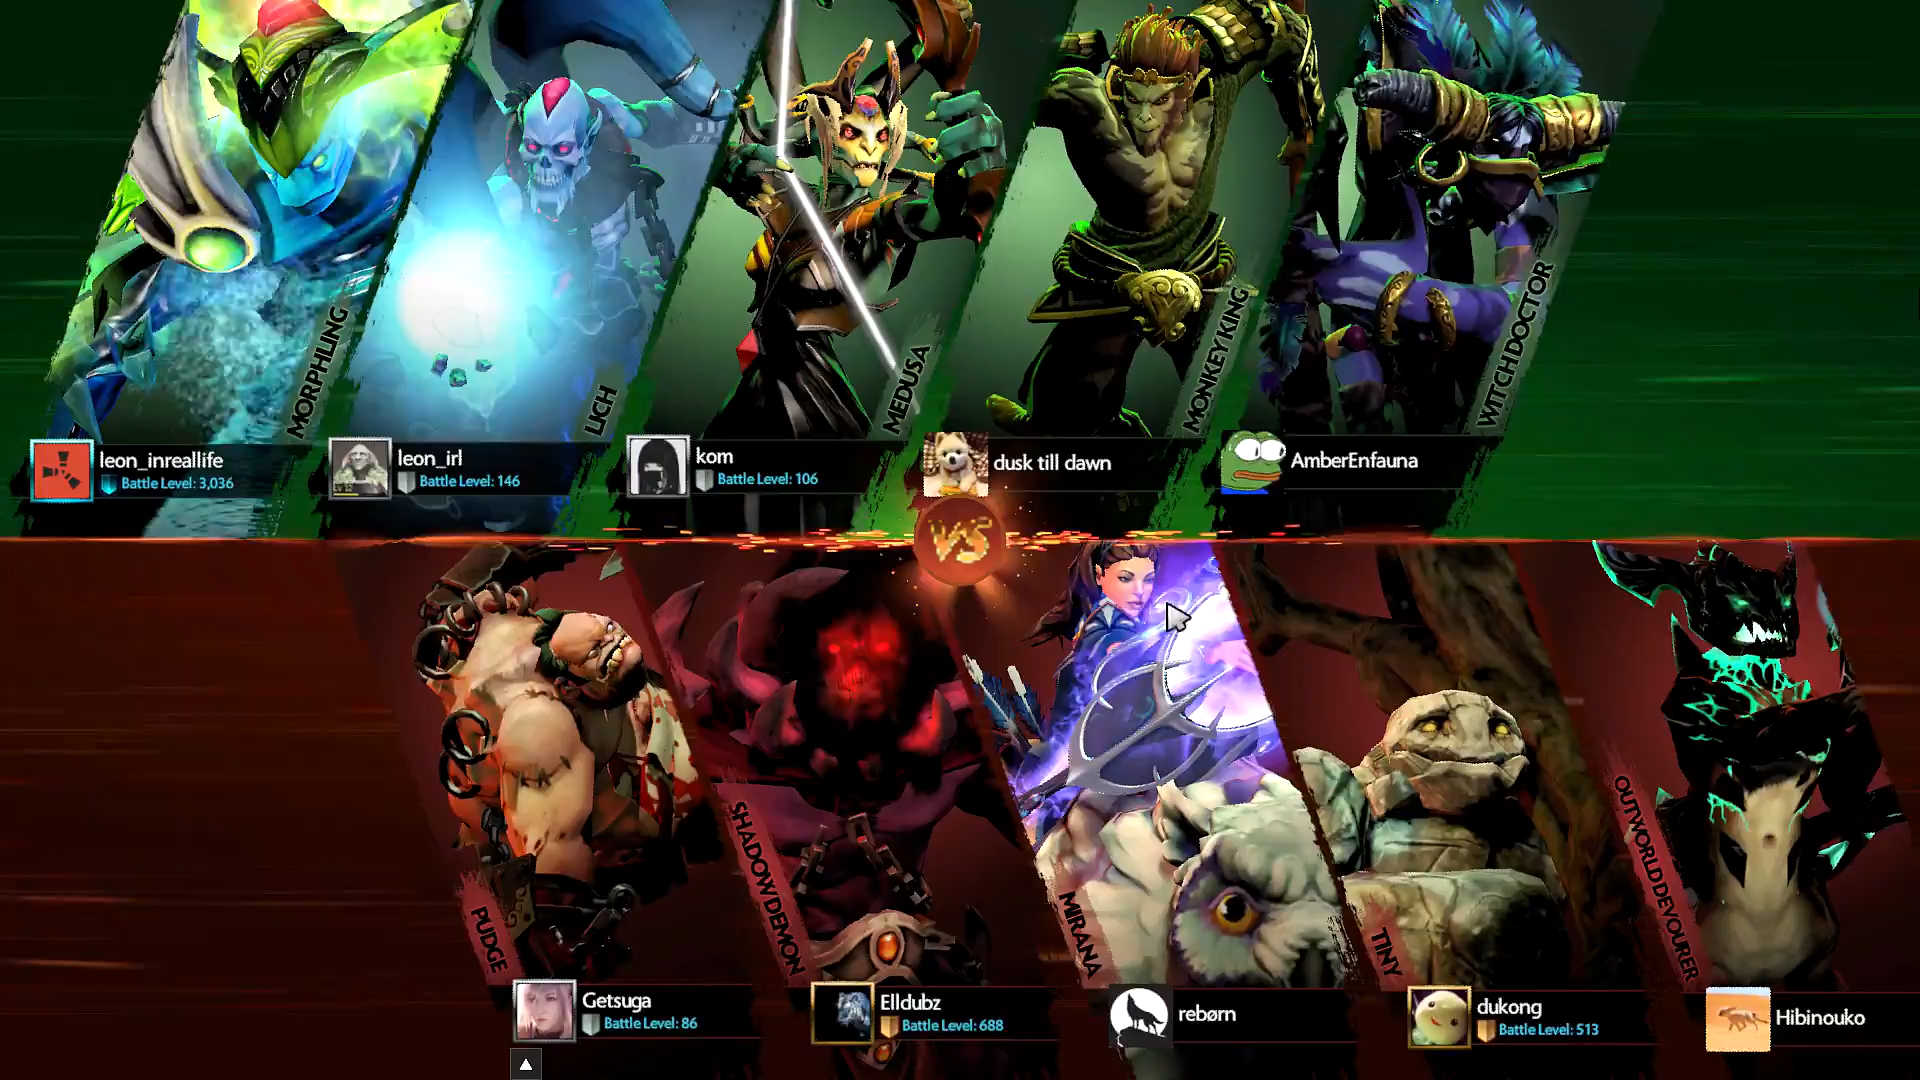 MORPHLING
LICH
MEDUSA
MONKEY KING
WITCH DOCTOR
leon_inreallife
Battle Level: 3,036
leon_irl
Battle Level: 146
kom
Battle Level: 106
dusk till dawn
AmberEnfauna
VS
PUDGE
SHADOW DEMON
MIRANA
TINY
OUTWORLD DEVOURER
Getsuga
Battle Level: 86
Elldubz
Battle Level: 688
rebørn
dukong
Battle Level: 513
Hibinouko